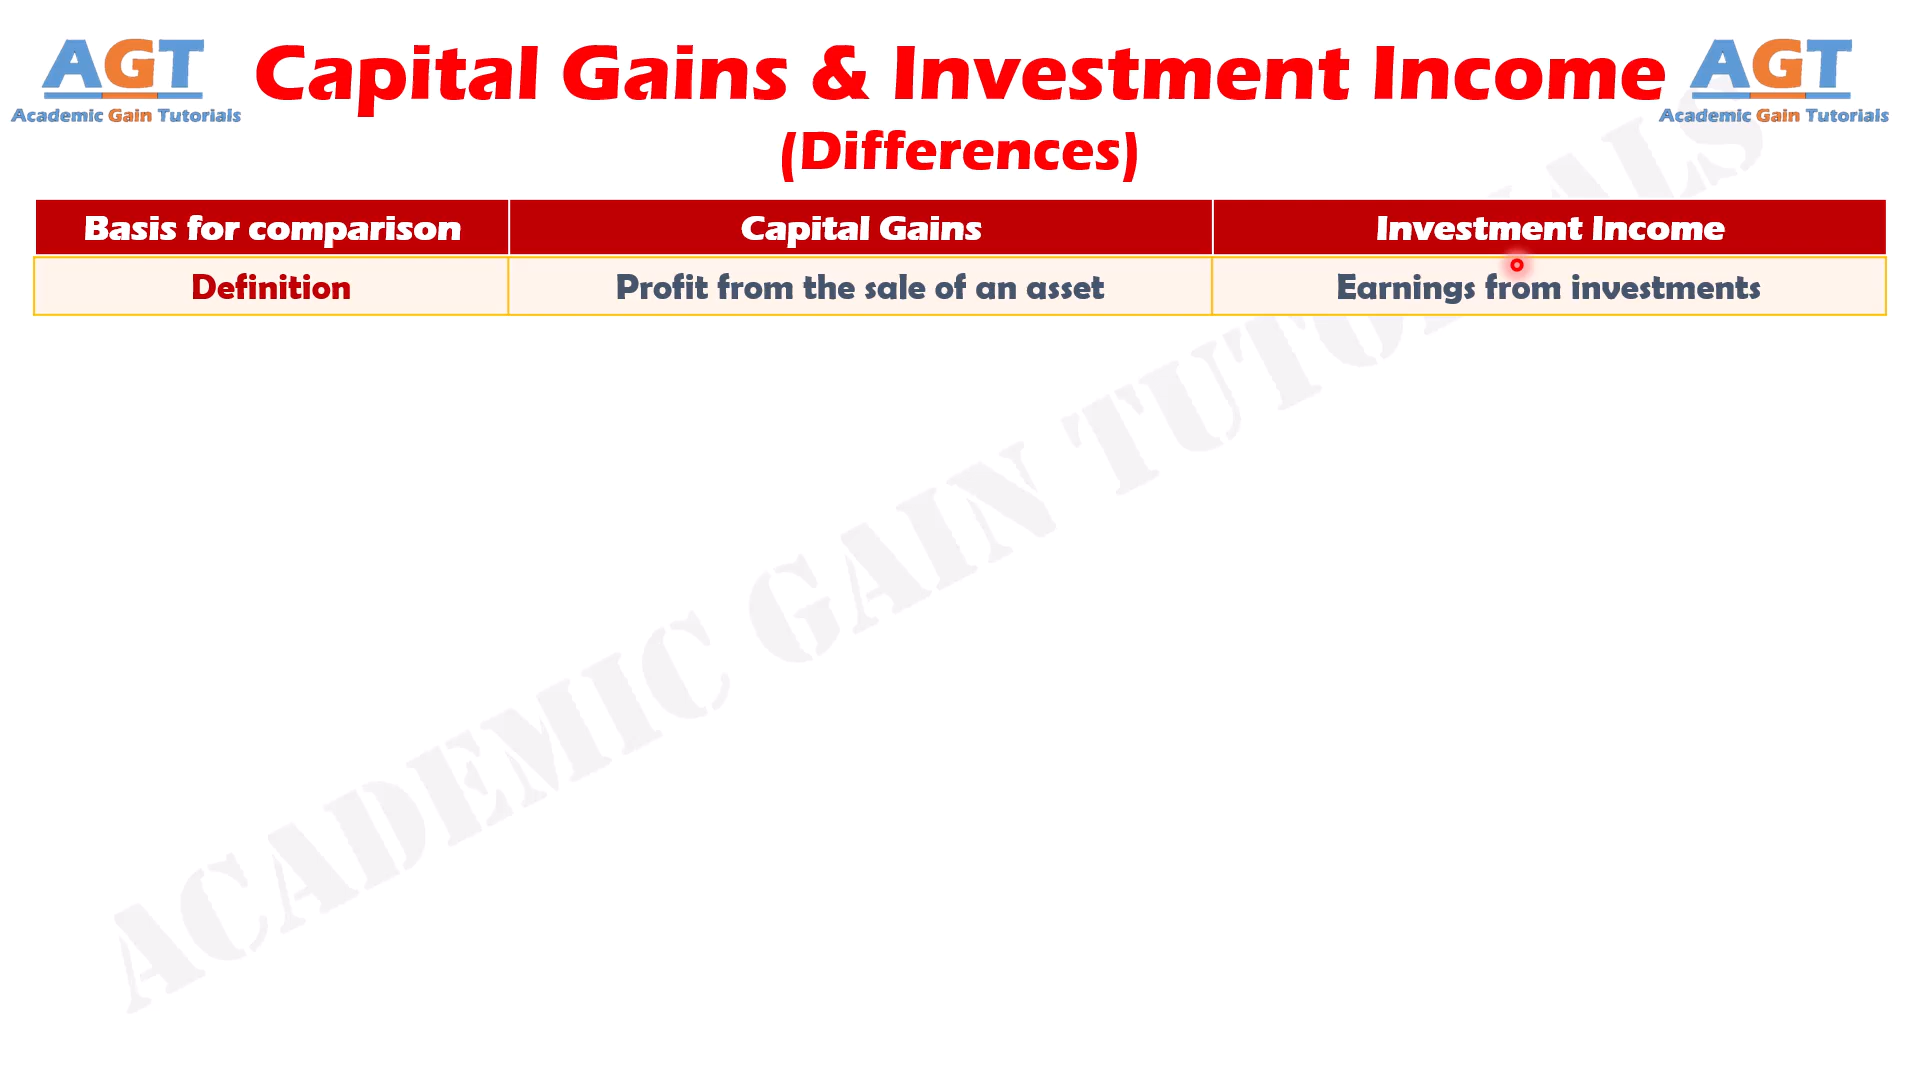 AGT
Academic Gain Tutorials
Capital Gains & Investment Income
(Differences)
AGT
Academic Gain Tutorials
Basis for comparison Capital Gains Investment Income
Definition Profit from the sale of an asset Earnings from investments
ACADEMIC GAIN TUTORIALS